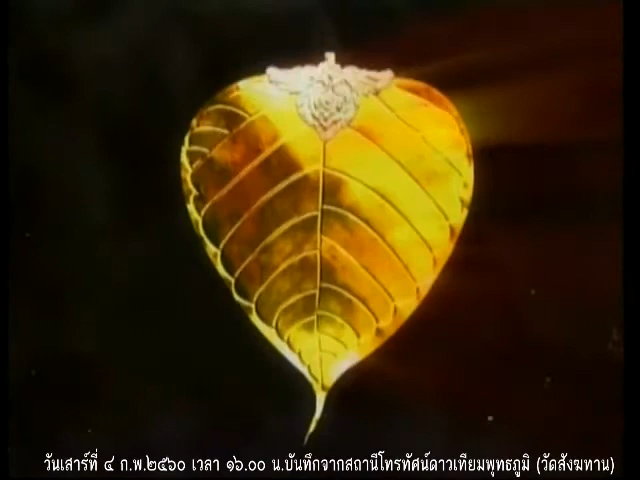 วันเสาร์ที่ ๔ ก.พ.๒๕๖๐ เวลา ๑๖.๐๐ น.บันทึกจากสถานีโทรทัศน์ดาวเทียมพุทธภูมิ (วัดสังฆทาน)